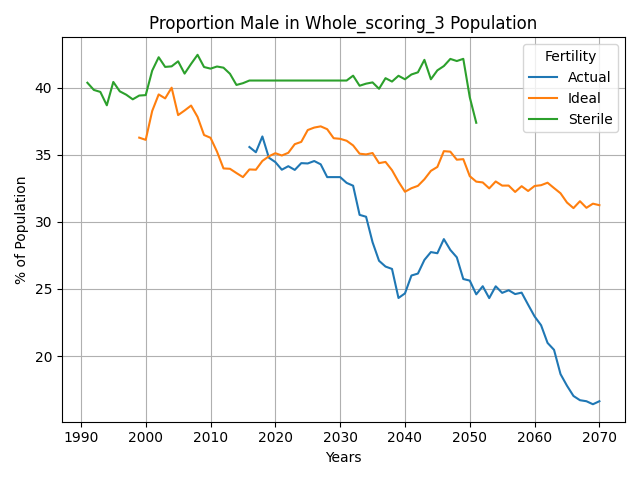 Proportion Male in Whole_scoring_3 Population
Fertility
Actual
Ideal
Sterile
% of Population
40
35
30
25
20
1990 2000 2010 2020 2030 2040 2050 2060 2070
Years